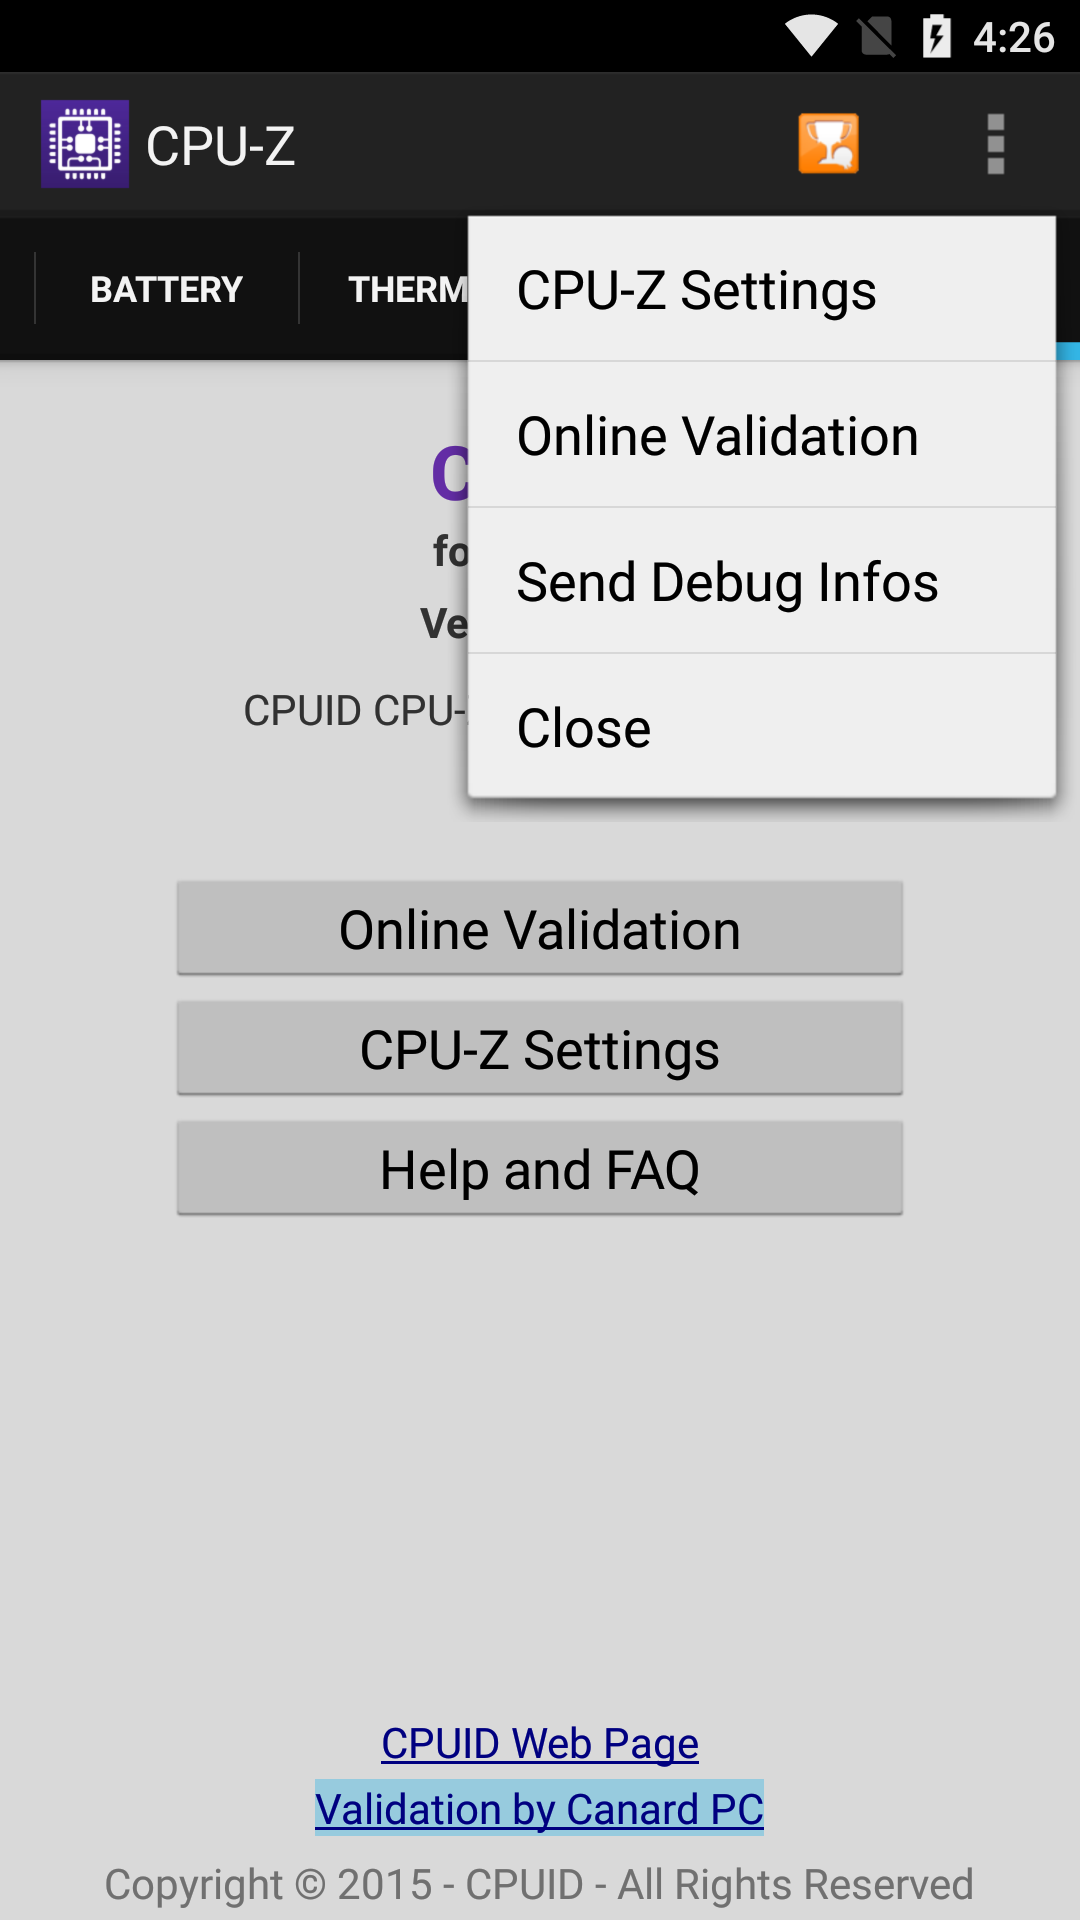 4:26
CPU-Z
BATTERY
THERM
CPU-Z Settings
Online Validation
Send Debug Infos
Close
C
fo
Ve
CPUID CPU-
Online Validation
CPU-Z Settings
Help and FAQ
CPUID Web Page
Validation by Canard PC
Copyright © 2015 - CPUID - All Rights Reserved